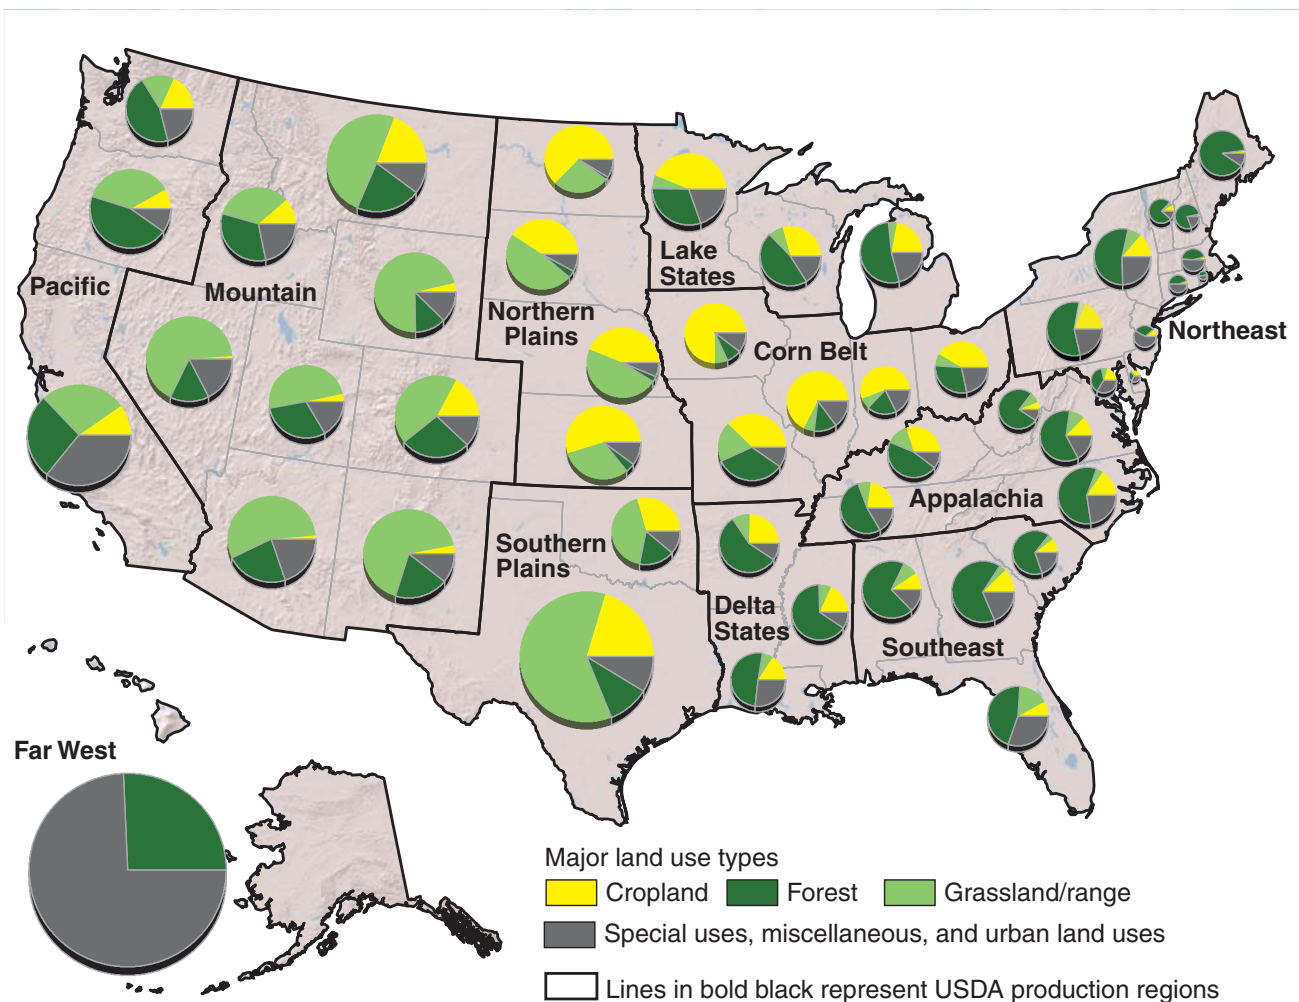 Pacific
Mountain
Northern
Plains
Lake
States
Corn Belt
Northeast
Appalachia
Southern
Plains
Delta
States
Southeast
Far West
Major land use types
Cropland
Forest
Grassland/range
Special uses, miscellaneous, and urban land uses
Lines in bold black represent USDA production regions